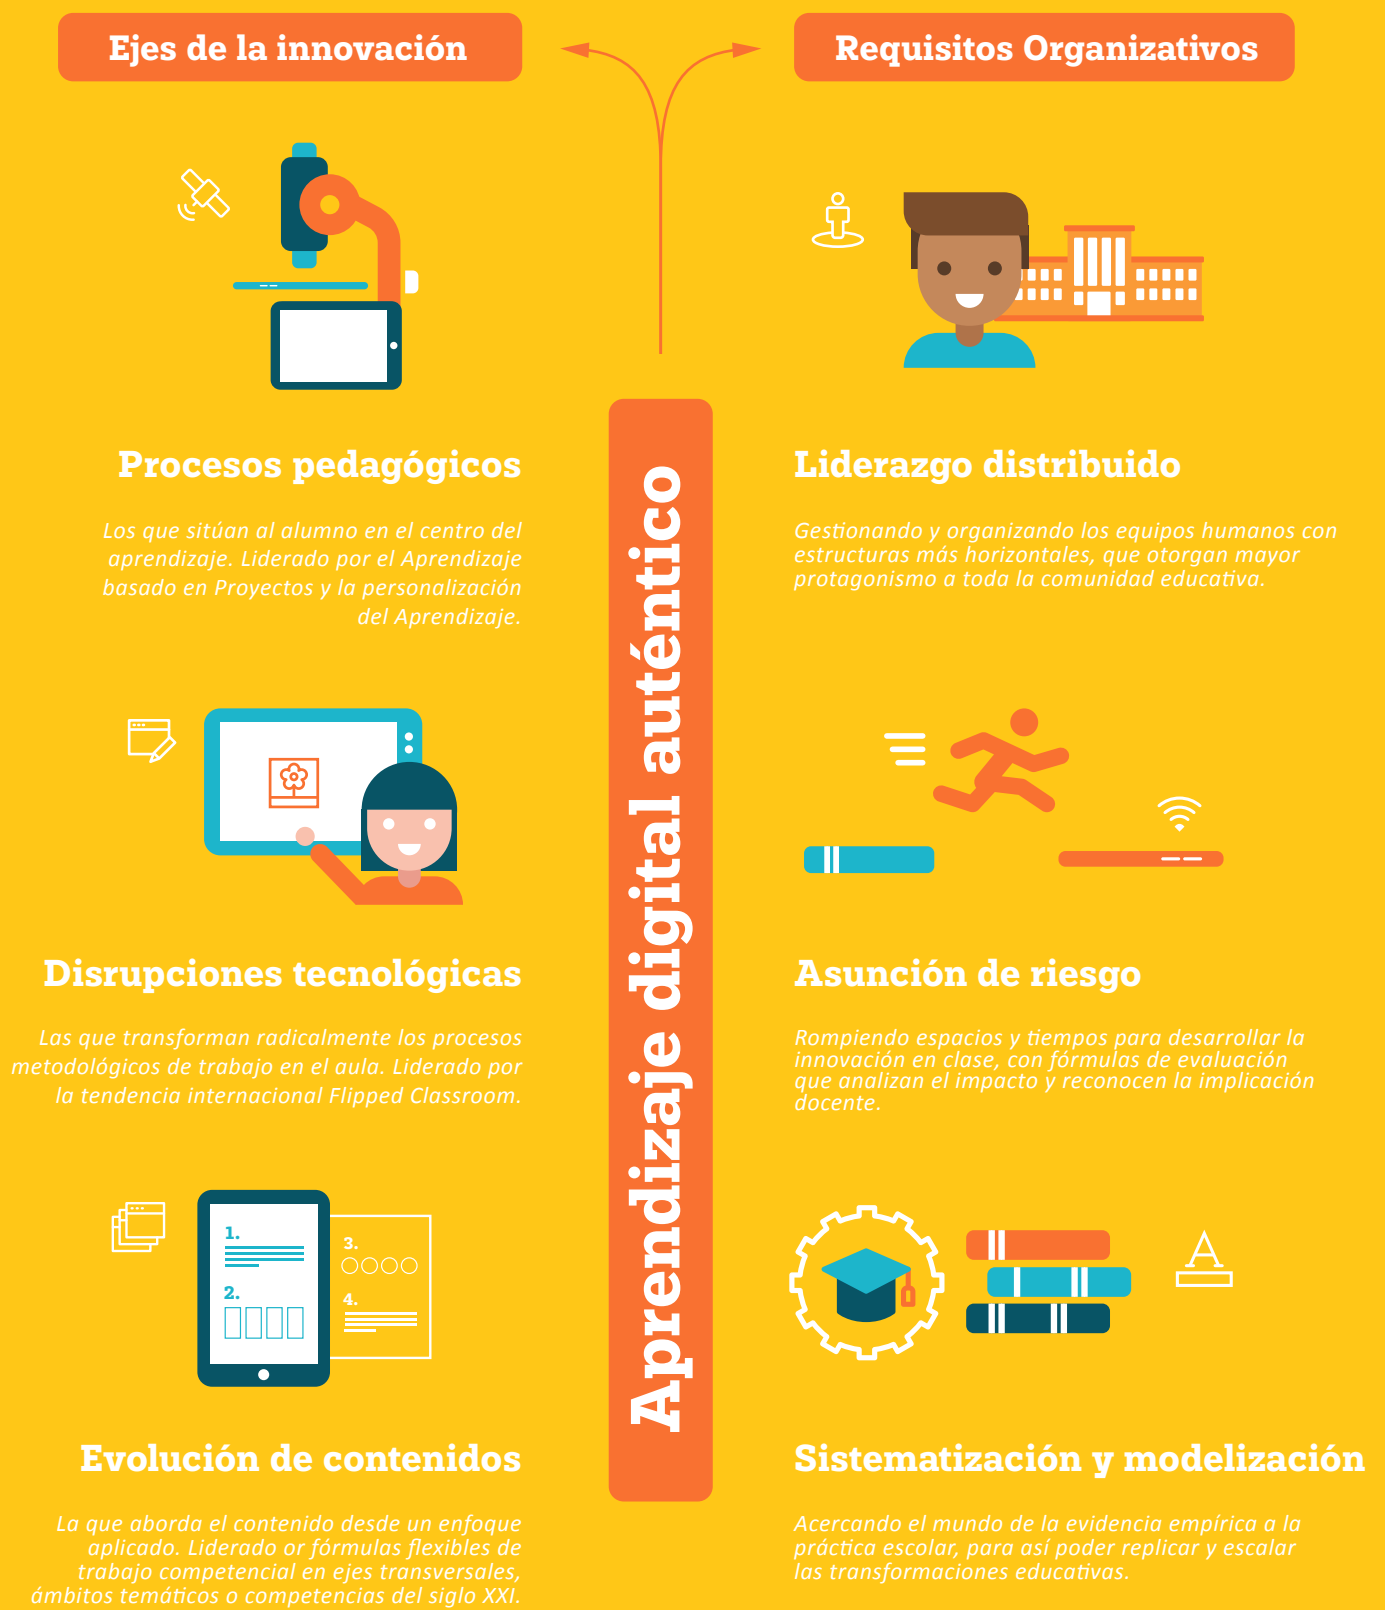 Ejes de la innovación
Requisitos Organizativos
Aprendizaje digital auténtico
Procesos pedagógicos
Los que sitúan al alumno en el centro del
aprendizaje. Liderado por el Aprendizaje
basado en Proyectos y la personalización
del Aprendizaje.
Disrupciones tecnológicas
Las que transforman radicalmente los procesos
metodológicos de trabajo en el aula. Liderado por
la tendencia internacional Flipped Classroom.
1.
2.
3.
4.
Evolución de contenidos
La que aborda el contenido desde un enfoque
aplicado. Liderado or fórmulas flexibles de
trabajo competencial en ejes transversales,
ámbitos temáticos o competencias del siglo XXI.
Liderazgo distribuido
Gestionando y organizando los equipos humanos con
estructuras más horizontales, que otorgan mayor
protagonismo a toda la comunidad educativa.
Asunción de riesgo
Rompiendo espacios y tiempos para desarrollar la
innovación en clase, con fórmulas de evaluación
que analizan el impacto y reconocen la implicación
docente.
A
Sistematización y modelización
Acercando el mundo de la evidencia empírica a la
práctica escolar, para así poder replicar y escalar
las transformaciones educativas.